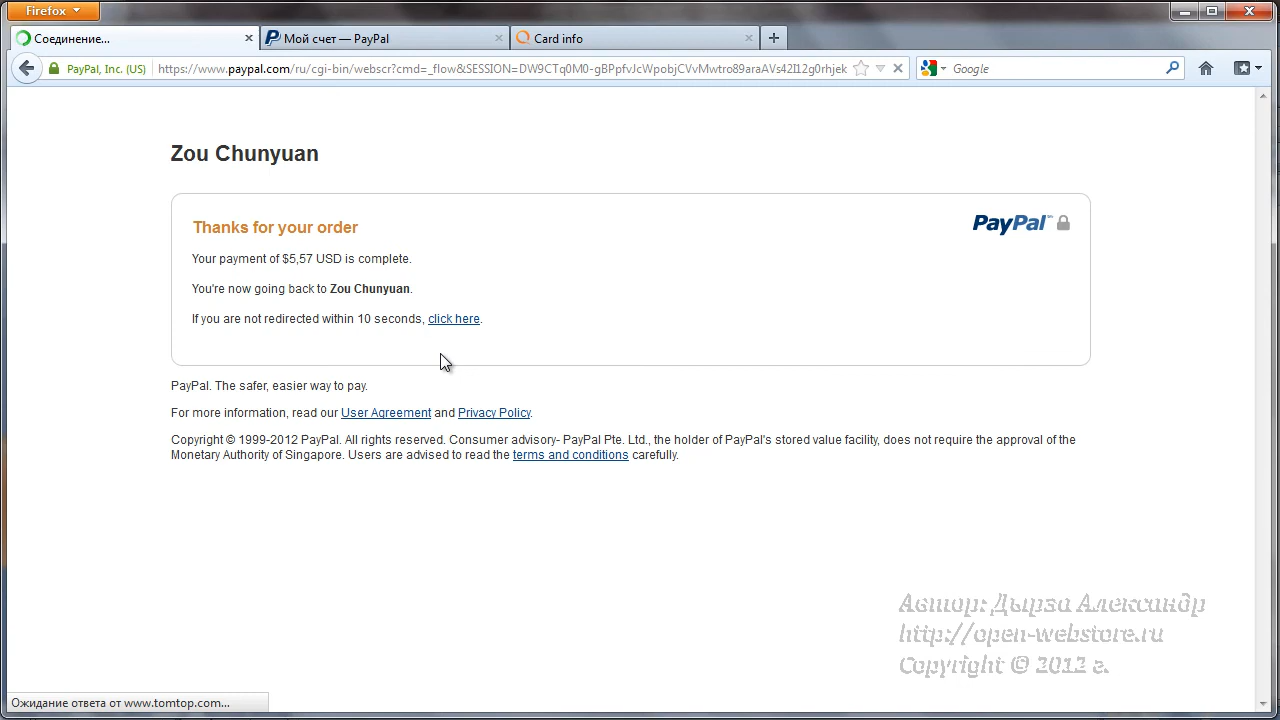 Firefox
Соединение...
Мой счет — PayPal
Card info
PayPal, Inc. (US)
https://www.paypal.com/ru/cgi-bin/webscr?cmd=_flow&SESSION=DW9CTq0M0-gBPpfvJcWpobjCVvMwtro89araAVs42I12g0rhjek
Google
Zou Chunyuan
Thanks for your order
PayPal™
Your payment of $5,57 USD is complete.
You're now going back to Zou Chunyuan.
If you are not redirected within 10 seconds, click here.
PayPal. The safer, easier way to pay.
For more information, read our User Agreement and Privacy Policy.
Copyright © 1999-2012 PayPal. All rights reserved. Consumer advisory- PayPal Pte. Ltd., the holder of PayPal's stored value facility, does not require the approval of the
Monetary Authority of Singapore. Users are advised to read the terms and conditions carefully.
Автор: Дырза Александр
http://open-webstore.ru
Copyright © 2012 г.
Ожидание ответа от www.tomtop.com...